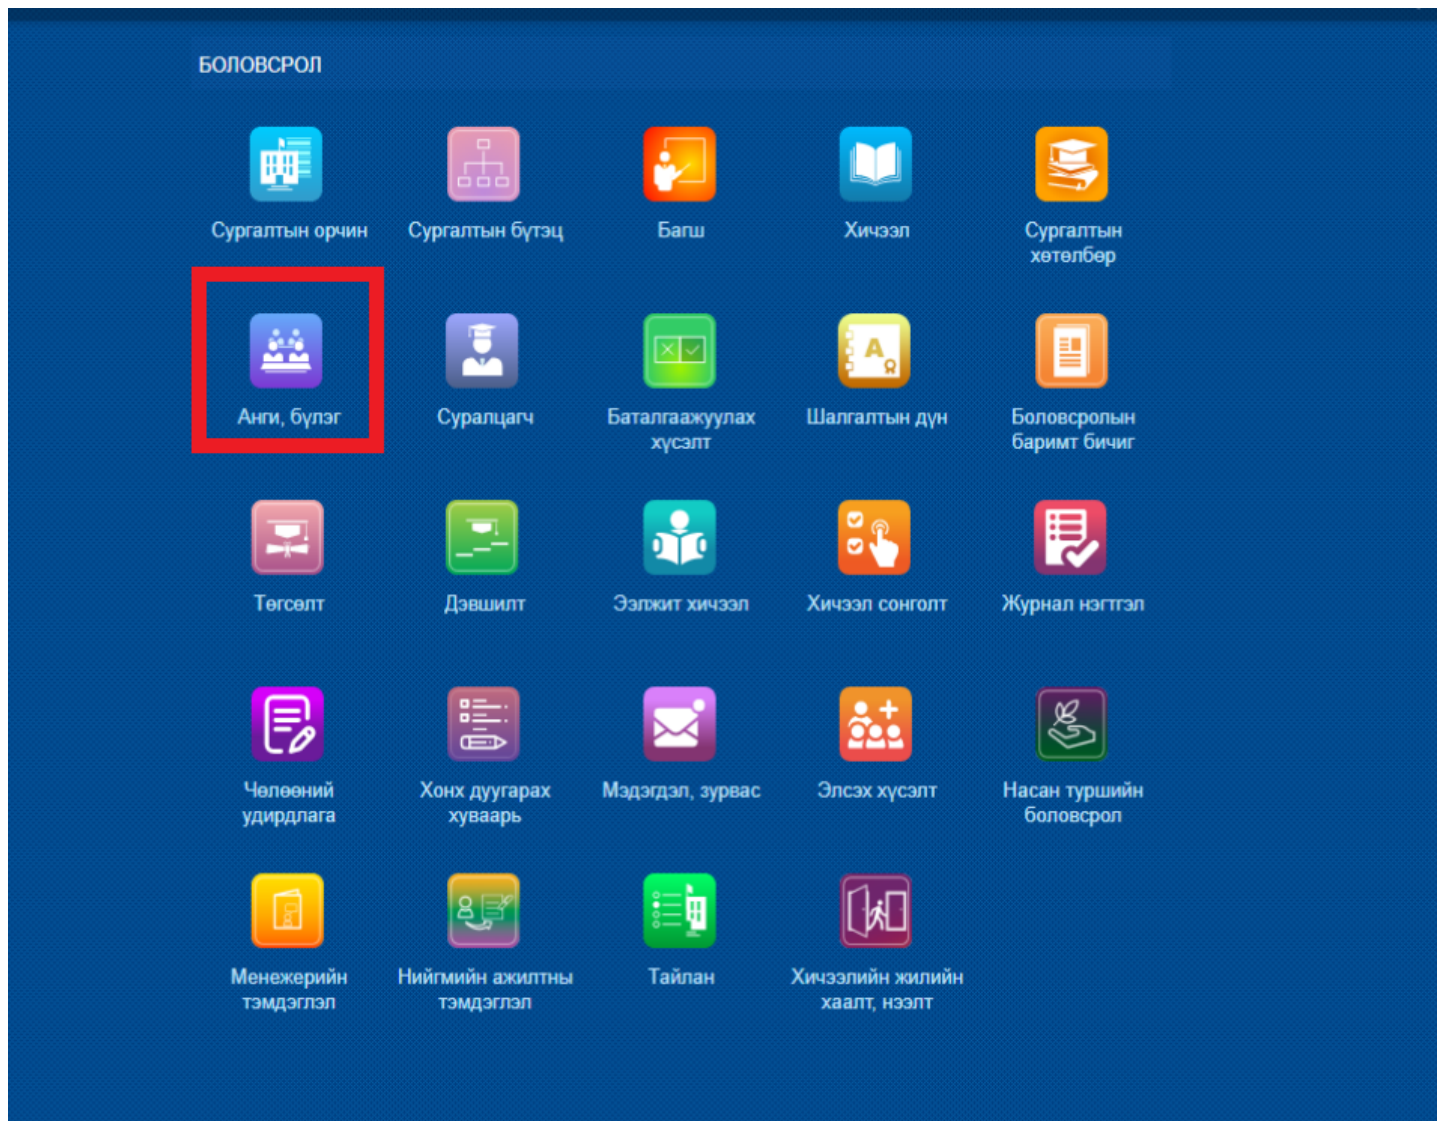 БОЛОВСРОЛ
Сургалтын орчин
Сургалтын бүтэц
Багш
Хичээл
Сургалтын
хөтөлбөр
Анги, бүлэг
Суралцагч
Баталгаажуулах
хүсэлт
A
Шалгалтын дүн
Боловсролын
баримт бичиг
Төгсөлт
Дэвшилт
Ээлжит хичээл
Хичээл сонголт
Журнал нэгтгэл
Чөлөөний
удирдлага
Хонх дуугарах
хуваарь
Мэдэгдэл, зурвас
Элсэх хүсэлт
Насан туршийн
боловсрол
Менежерийн
тэмдэглэл
Нийгмийн ажилтны
тэмдэглэл
Тайлан
Хичээлийн жилийн
хаалт, нээлт